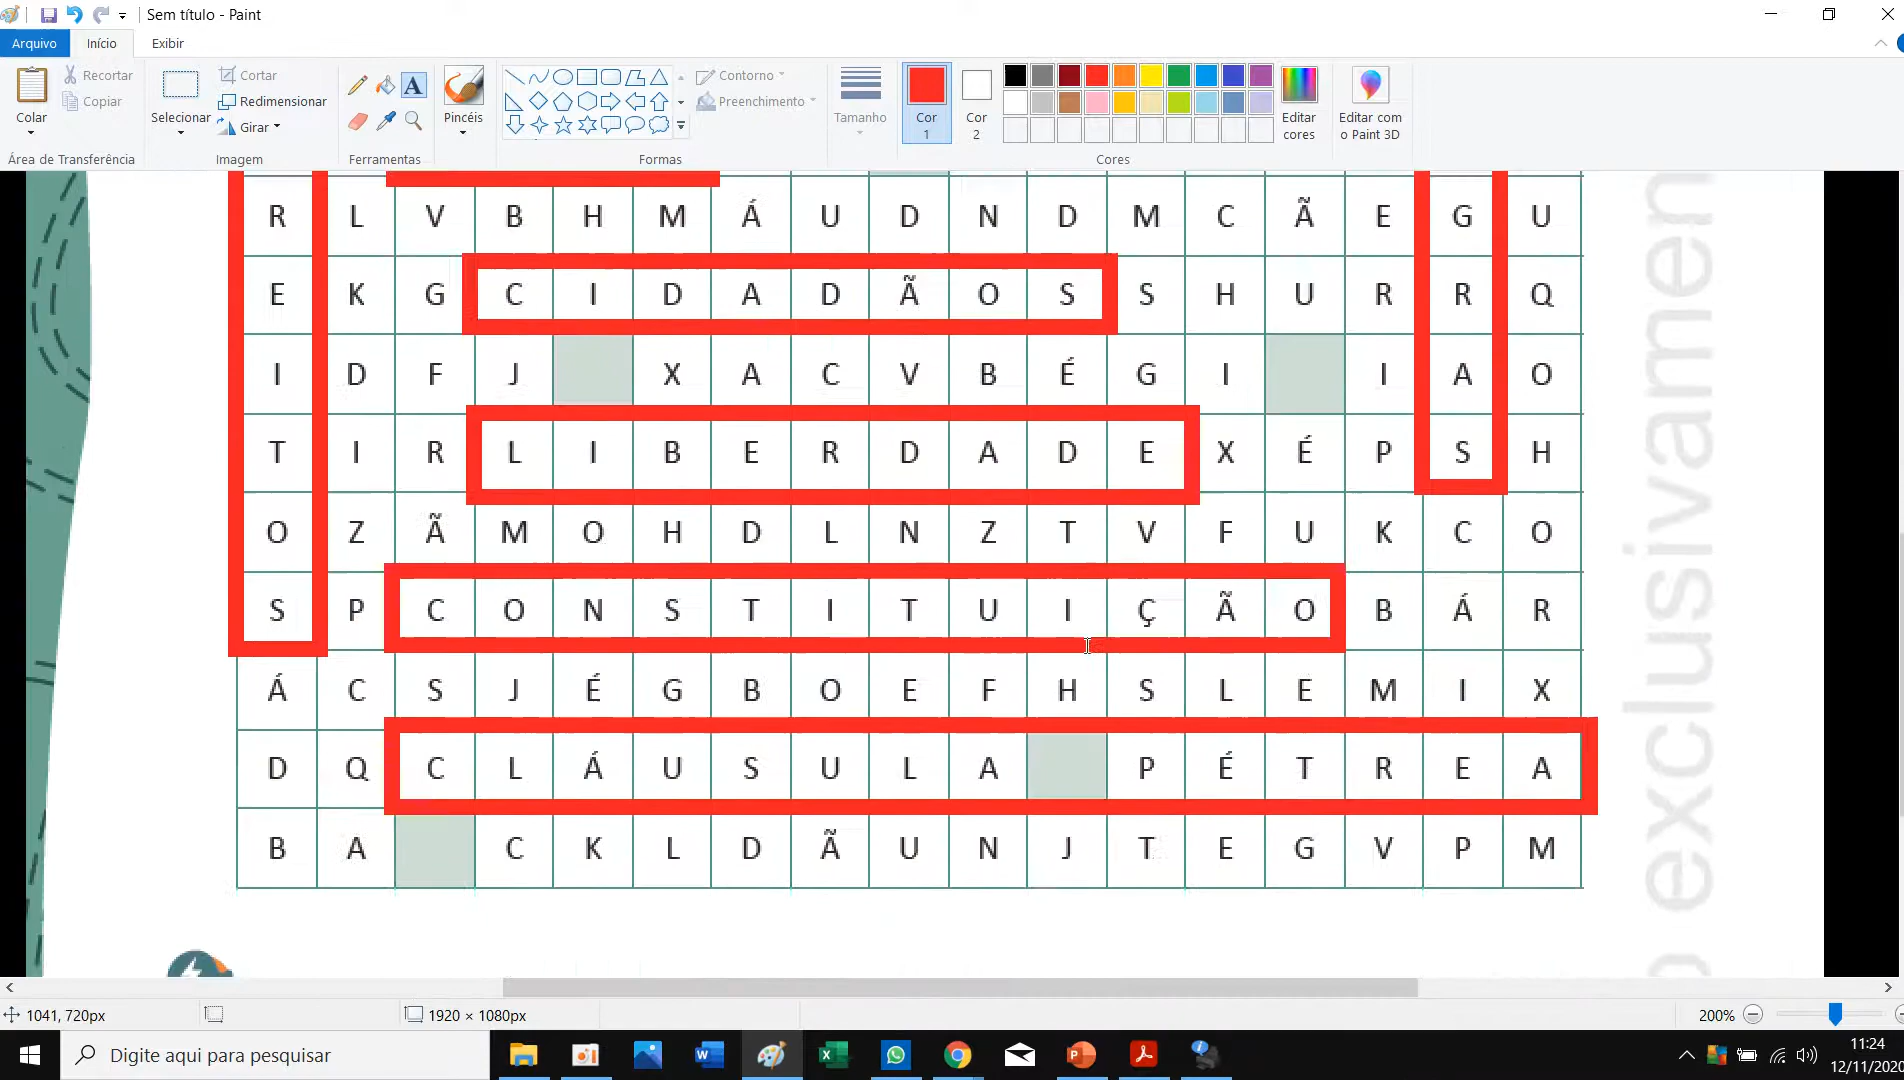 Sem título - Paint
Arquivo Início Exibir
Colar
Recortar
Copiar
Área de Transferência
Selecionar
Cortar
Redimensionar
Girar
Imagem
A
Ferramentas
Pincéis
Contorno
Preenchimento
Formas
Tamanho
Cor 1
Cor 2
Editar cores
Editar com o Paint 3D
Cores
R L V B H M Á U D N D M C Ã E G U
E K G C I D A D Ã O S S H U R R Q
I D F J X A C V B É G I I A O
T I R L I B E R D A D E X É P S H
O Z Ã M O H D L N Z T V F U K C O
S P C O N S T I T U I Ç Ã O B Á R
Á C S J É G B O E F H S L E M I X
D Q C L Á U S U L A P É T R E A
B A C K L D Ã U N J T E G V P M
exclusivamen
1041, 720px
1920 × 1080px
200%
Digite aqui para pesquisar
11:24
12/11/2020